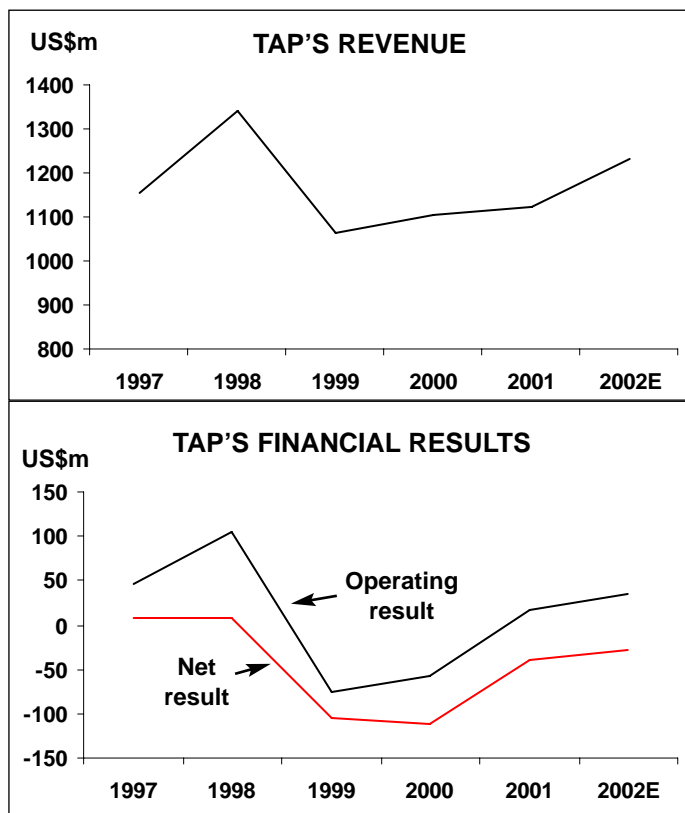 US$m
TAP'S REVENUE
1400
1300
1200
1100
1000
900
800
1997 1998 1999 2000 2001 2002E
TAP'S FINANCIAL RESULTS
US$m
150
100
50
0
-50
-100
-150
Operating
result
Net
result
1997 1998 1999 2000 2001 2002E